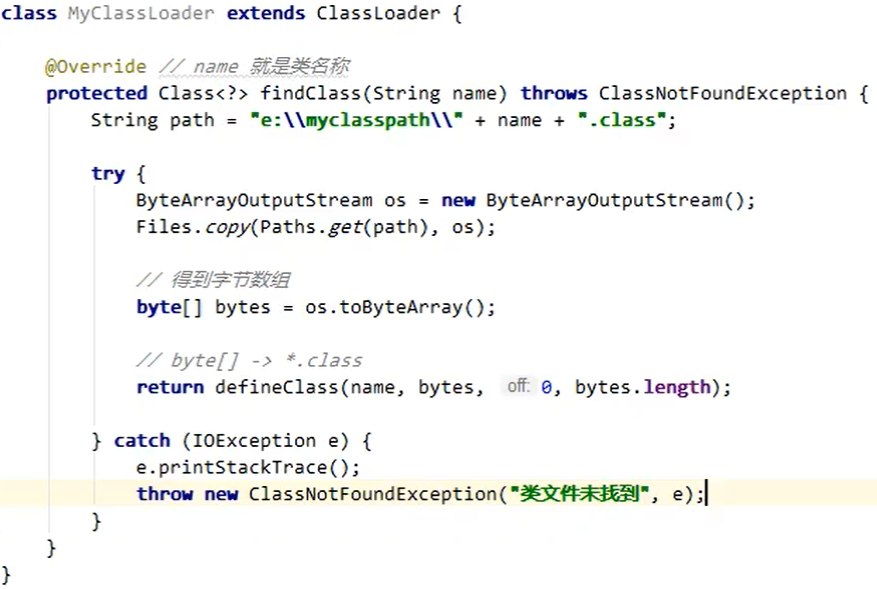 class MyClassLoader extends ClassLoader {
@Override // name 就是类名称
protected Class<?> findClass(String name) throws ClassNotFoundException {
String path = "e:\\myclasspath\\" + name + ".class";
try {
ByteArrayOutputStream os = new ByteArrayOutputStream();
Files.copy(Paths.get(path), os);
// 得到字节数组
byte[] bytes = os.toByteArray();
// byte[] -> *.class
return defineClass(name, bytes, off: 0, bytes.length);
} catch (IOException e) {
e.printStackTrace();
throw new ClassNotFoundException("类文件未找到", e);
}
}
}